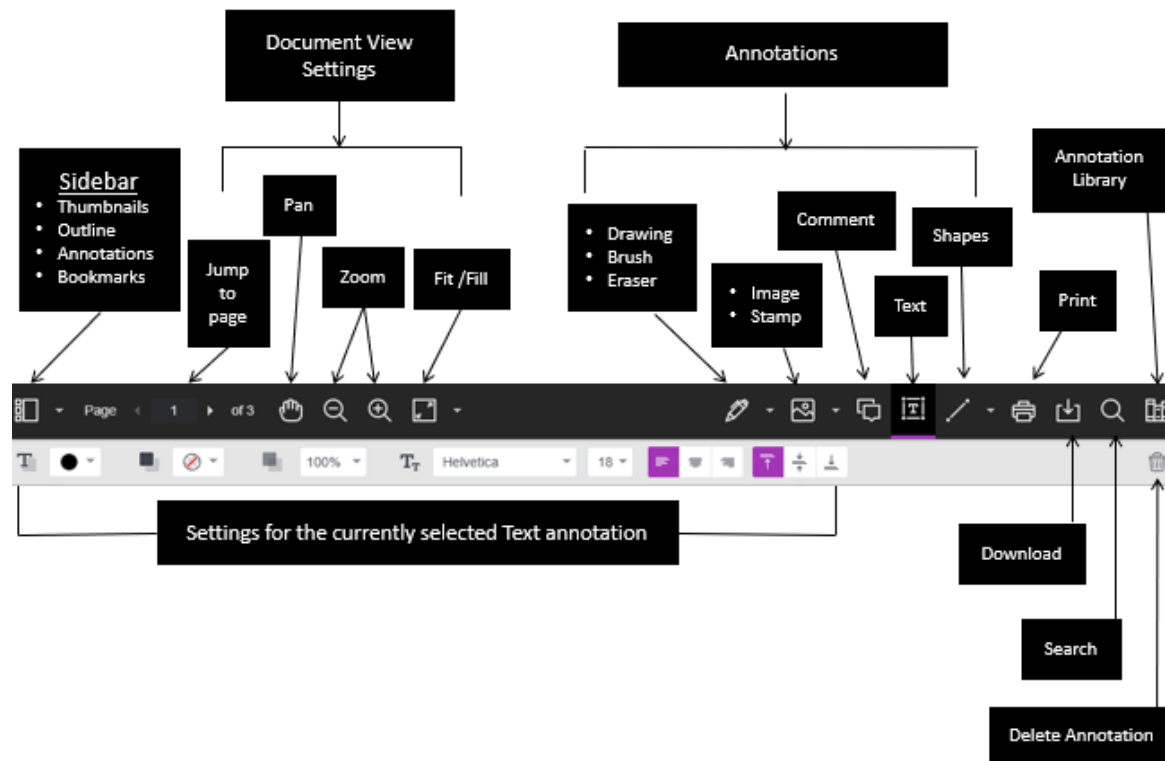 Document View
Settings
Annotations
Sidebar
• Thumbnails
• Outline
• Annotations
• Bookmarks
Jump
to
page
Pan
Zoom
Fit /Fill
• Drawing
• Brush
• Eraser
• Image
• Stamp
Comment
Text
Shapes
Print
Annotation
Library
Page 1 of 3
T
T 100% TT Helvetica 18
Settings for the currently selected Text annotation
Download
Search
Delete Annotation